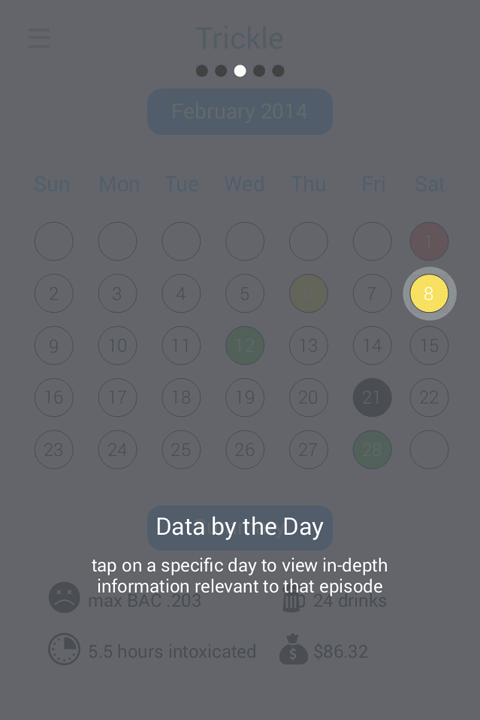 Trickle
February 2014
Sun Mon Tue Wed Thu Fri Sat
1
2 3 4 5 7 8
9 10 11 12 13 14 15
16 17 18 19 20 21 22
23 24 25 26 27 28
Data by the Day
tap on a specific day to view in-depth
information relevant to that episode
max BAC .203 24 drinks
5.5 hours intoxicated $86.32